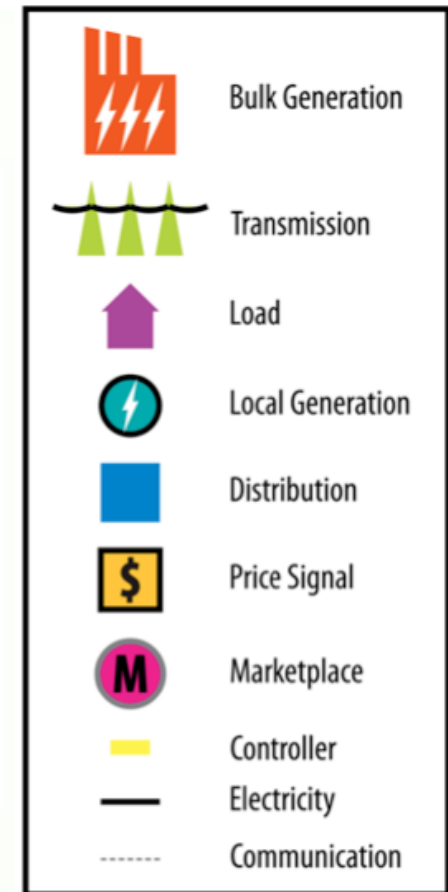 Bulk Generation
Transmission
Load
Local Generation
Distribution
$
Price Signal
M
Marketplace
Controller
Electricity
Communication